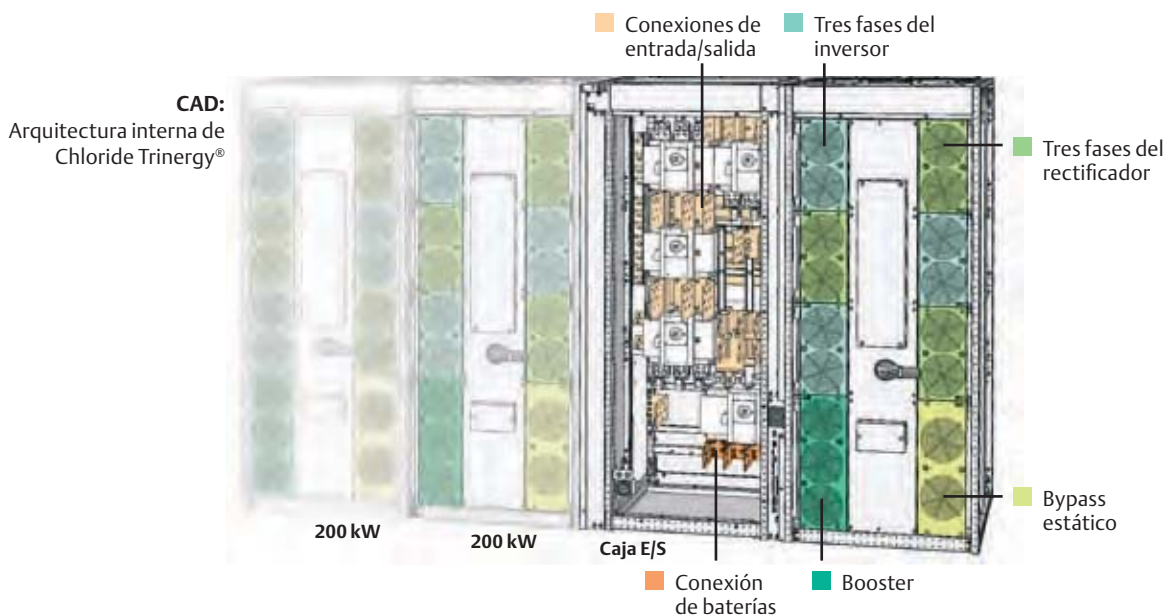 Conexiones de
entrada/salida
Tres fases del
inversor
CAD:
Arquitectura interna de
Chloride Trinergy®
Tres fases del
rectificador
200 kW
200 kW
Caja E/S
Bypass
estático
Conexión
de baterías
Booster